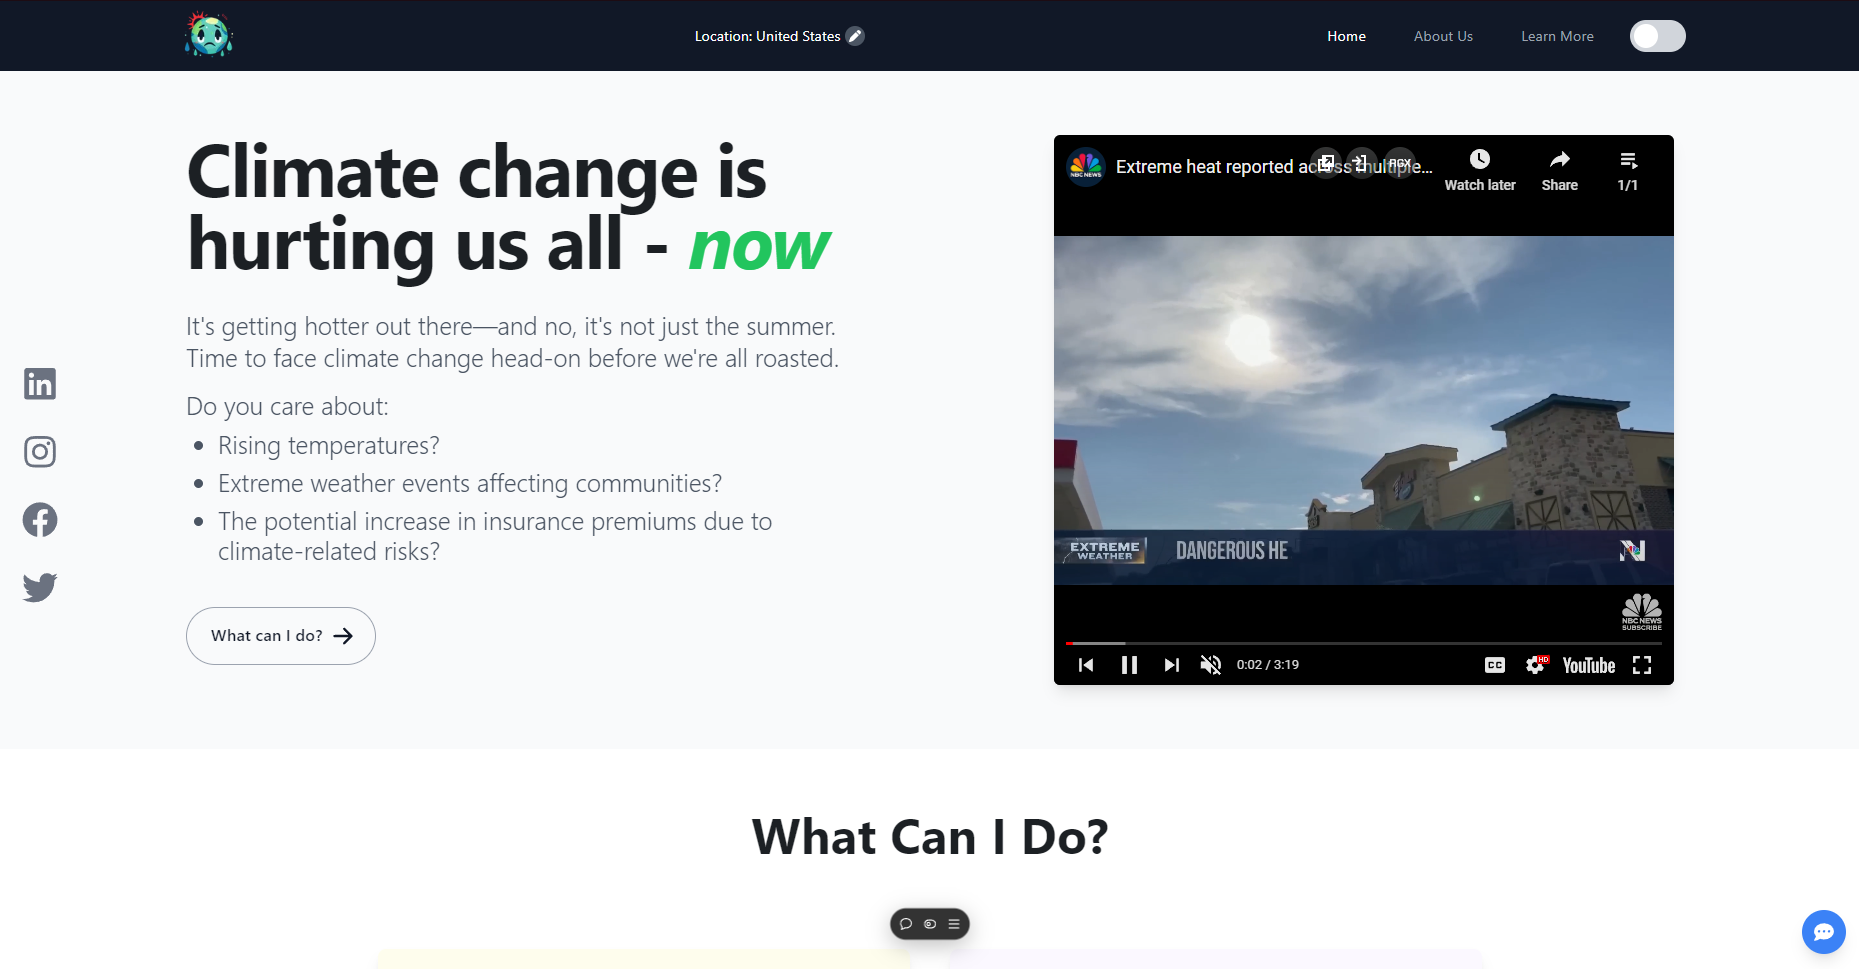 Location: United States
Home
About Us
Learn More
Climate change is
hurting us all - now
It's getting hotter out there—and no, it's not just the summer.
Time to face climate change head-on before we're all roasted.
Do you care about:
• Rising temperatures?
• Extreme weather events affecting communities?
• The potential increase in insurance premiums due to
climate-related risks?
What can I do?
NBC NEWS
Extreme heat reported across multiple...
RGX
Watch later
Share
1/1
EXTREME
WEATHER
DANGEROUS HE
N
NBC NEWS
SUBSCRIBE
0:02 / 3:19
CC
HD
YouTube
What Can I Do?